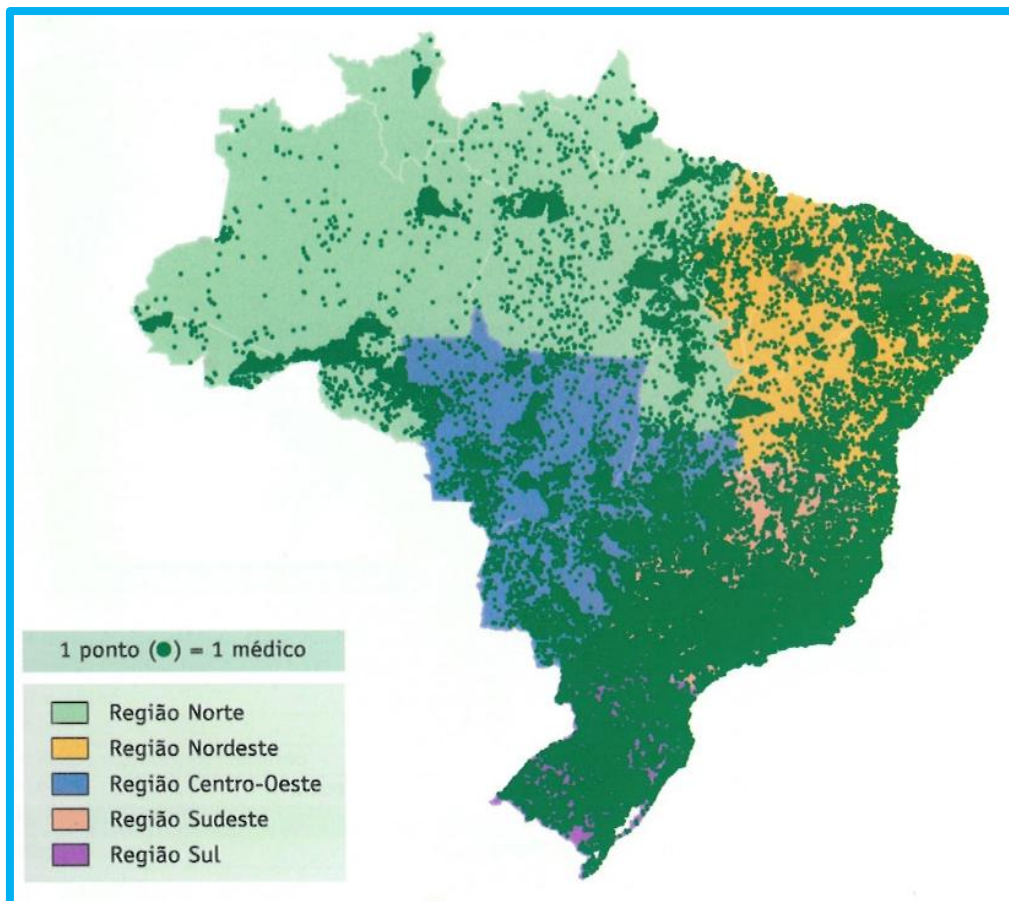 1 ponto (●) = 1 médico
Região Norte
Região Nordeste
Região Centro-Oeste
Região Sudeste
Região Sul